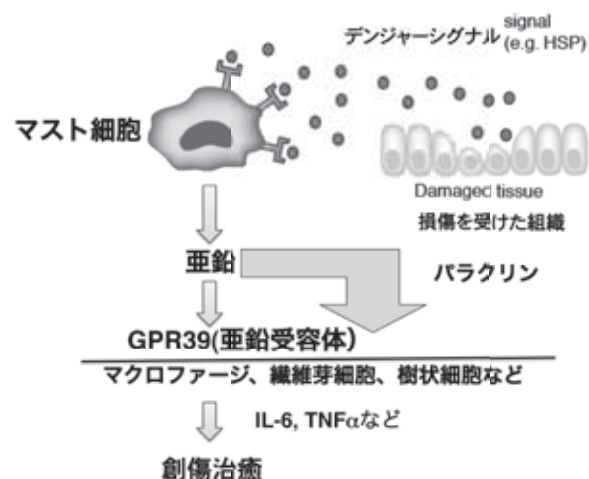 デンジャーシグナル signal
(e.g. HSP)
マスト細胞
Damaged tissue
損傷を受けた組織
亜鉛
パラクリン
GPR39(亜鉛受容体)
マクロファージ、繊維芽細胞、樹状細胞など
IL-6, TNFαなど
創傷治癒